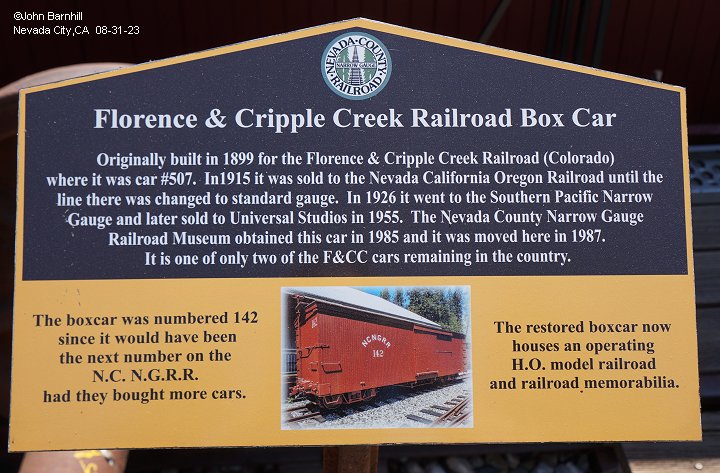 ©John Barnhill
Nevada City,CA  08-31-23
NEVADA COUNTY
NARROW GAUGE
RAILROAD
Florence & Cripple Creek Railroad Box Car
Originally built in 1899 for the Florence & Cripple Creek Railroad (Colorado)
where it was car #507.  In1915 it was sold to the Nevada California Oregon Railroad until the
line there was changed to standard gauge.  In 1926 it went to the Southern Pacific Narrow
Gauge and later sold to Universal Studios in 1955.  The Nevada County Narrow Gauge
Railroad Museum obtained this car in 1985 and it was moved here in 1987.
It is one of only two of the F&CC cars remaining in the country.
The boxcar was numbered 142
since it would have been
the next number on the
N.C. N.G.R.R.
had they bought more cars.
NCNGRR
142
The restored boxcar now
houses an operating
H.O. model railroad
and railroad memorabilia.